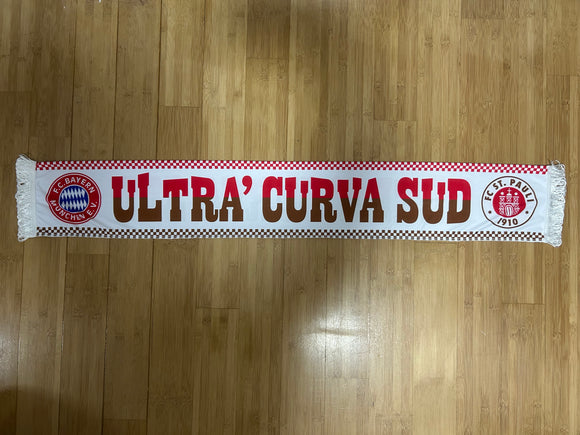 F.C. BAYERN
MÜNCHEN E.V.
ULTRA' CURVA SUD
FC ST. PAULI
1910